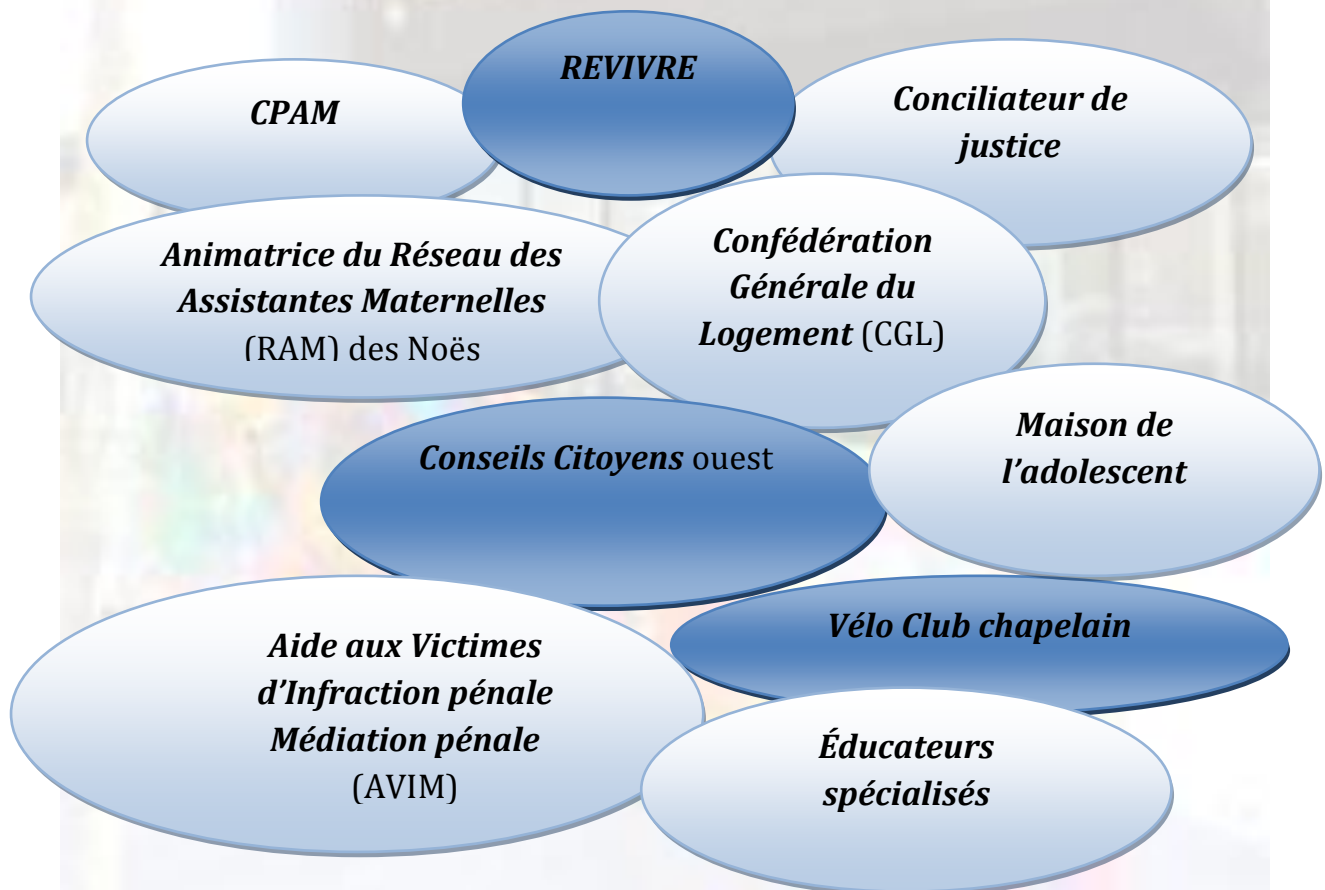 REVIVRE
CPAM
Conciliateur de
justice
Animatrice du Réseau des
Assistantes Maternelles
(RAM) des Noës
Confédération
Générale du
Logement (CGL)
Maison de
l’adolescent
Conseils Citoyens ouest
Vélo Club chapelain
Aide aux Victimes
d’Infraction pénale
Médiation pénale
(AVIM)
Éducateurs
spécialisés